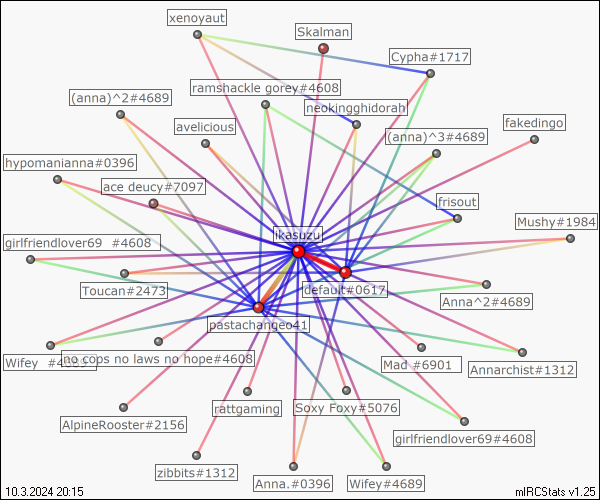 xenoyaut
Skalman
Cypha#1717
ramshackle gorey#4608
(anna)^2#4689
neokingghidorah
avelicious
fakedingo
(anna)^3#4689
hypomanianna#0396
ace deucy#7097
frisout
Mushy#1984
ikasuzu
girlfriendlover69 #4608
Toucan#2473
default#0617
Anna^2#4689
pastachangeo41
Wifey
no cops no laws no hope#4608
Mad #6901
Annarchist#1312
rattgaming
Soxy Foxy#5076
AlpineRooster#2156
girlfriendlover69#4608
zibbits#1312
Anna.#0396
Wifey#4689
10.3.2024 20:15
mIRCStats v1.25